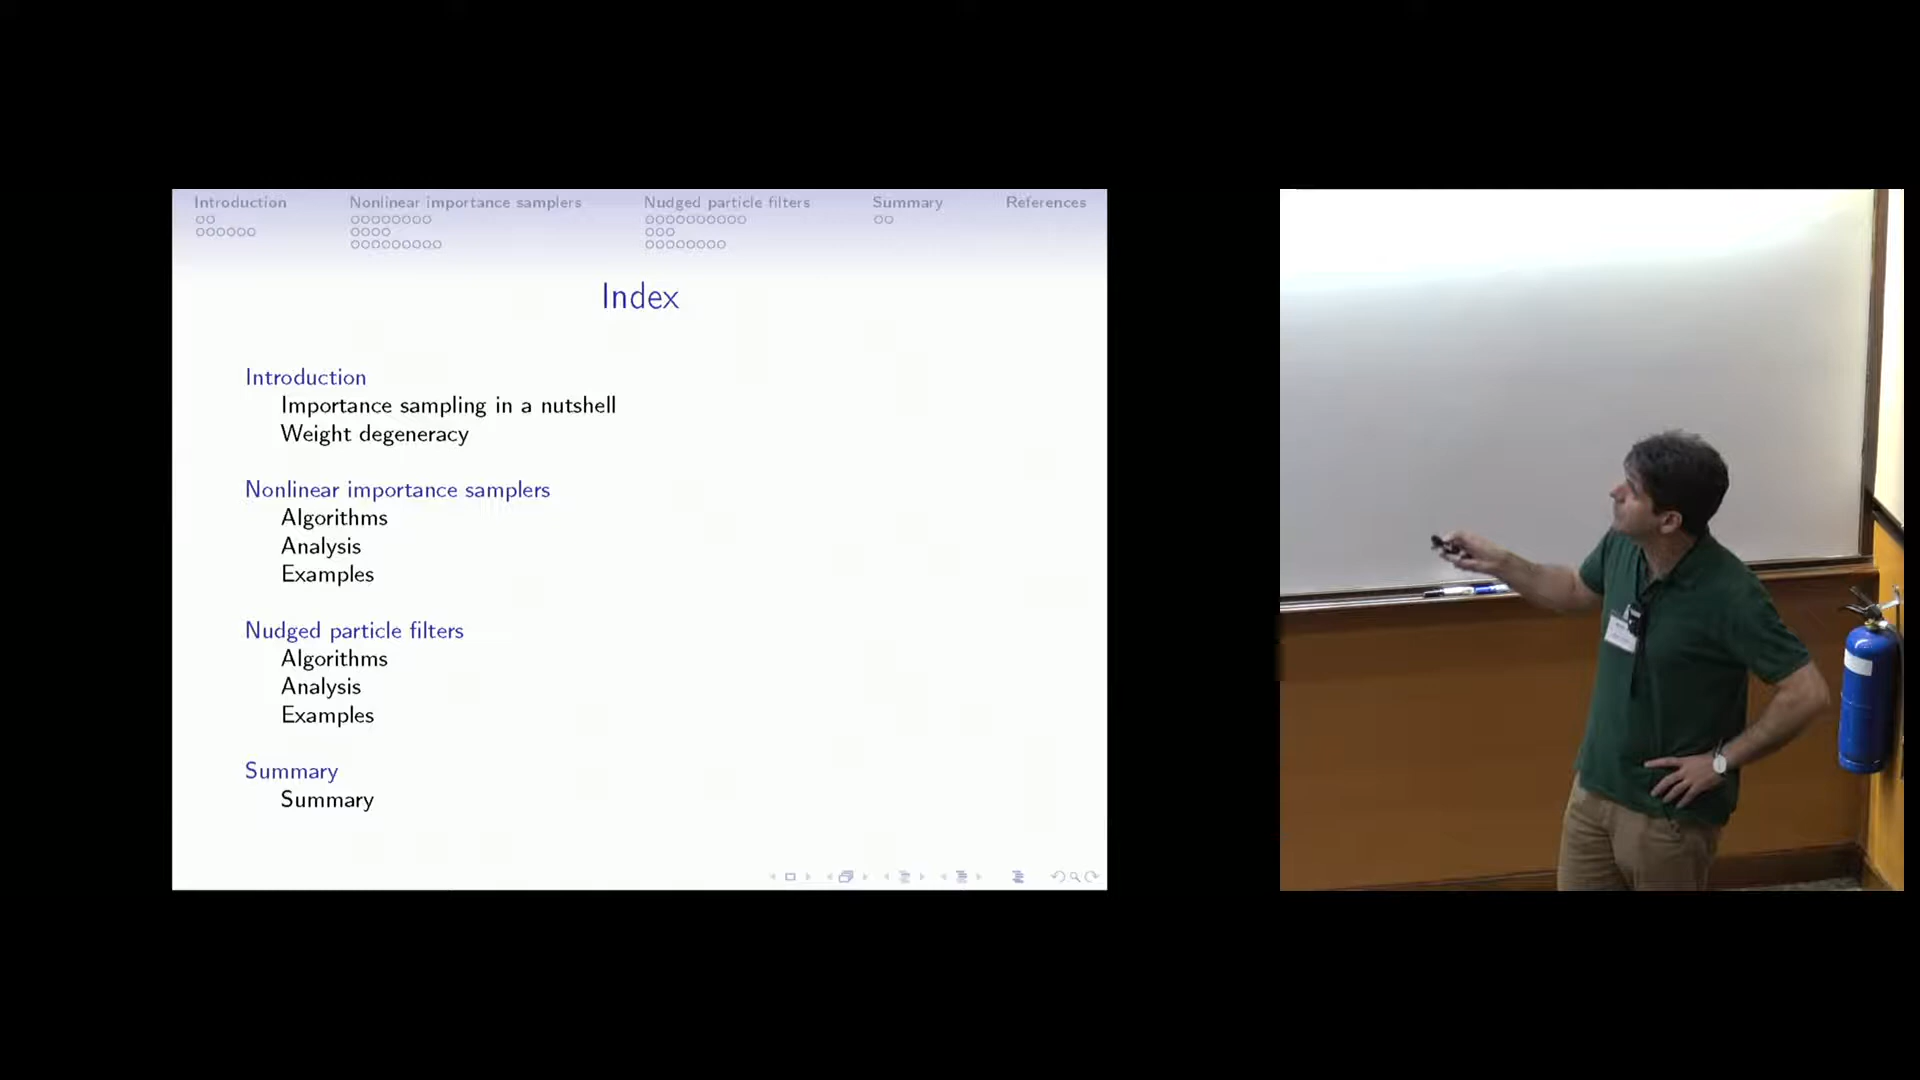 Introduction
Nonlinear importance samplers
Nudged particle filters
Summary
References
Index
Introduction
Importance sampling in a nutshell
Weight degeneracy
Nonlinear importance samplers
Algorithms
Analysis
Examples
Nudged particle filters
Algorithms
Analysis
Examples
Summary
Summary